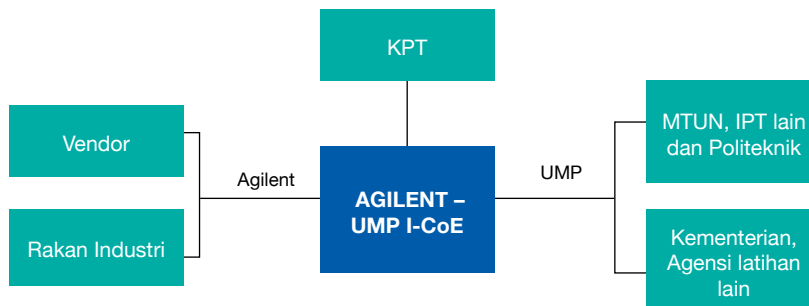 KPT
Vendor
Rakan Industri
Agilent
AGILENT –
UMP I-CoE
UMP
MTUN, IPT lain
dan Politeknik
Kementerian,
Agensi latihan
lain